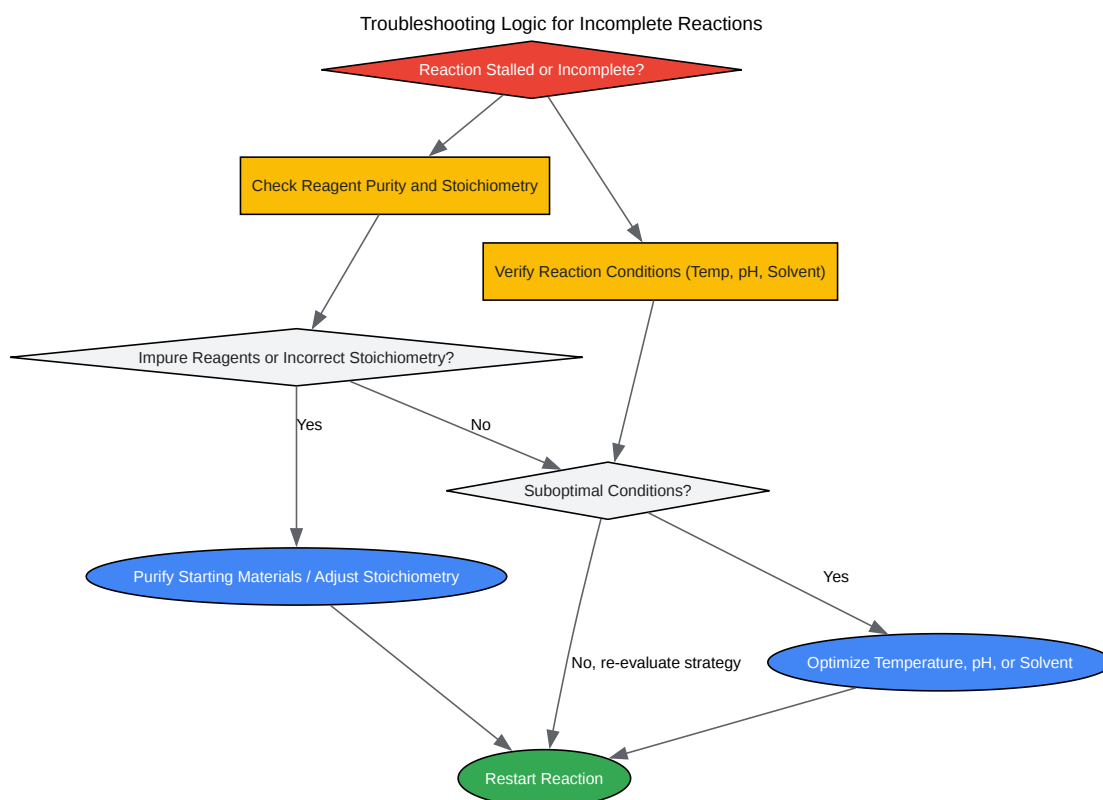 Troubleshooting Logic for Incomplete Reactions
Reaction Stalled or Incomplete?
Check Reagent Purity and Stoichiometry
Verify Reaction Conditions (Temp, pH, Solvent)
Impure Reagents or Incorrect Stoichiometry?
Yes
No
Suboptimal Conditions?
Purify Starting Materials / Adjust Stoichiometry
Yes
No, re-evaluate strategy
Optimize Temperature, pH, or Solvent
Restart Reaction